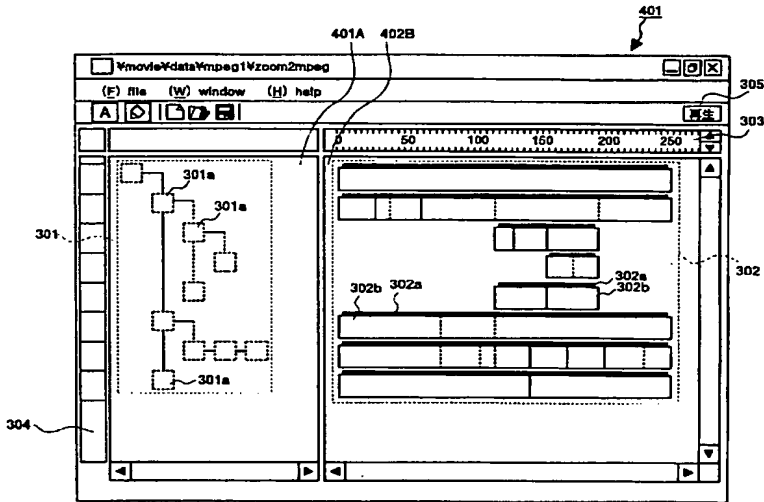 401
401A 402B
¥movie¥data¥mpeg1¥zoom2mpeg
(F) file (W) window (H) help
305
A 再生
303
0 50 100 150 200 250
301a
301a
301
302
302a
302b 302a 302b
301a
304